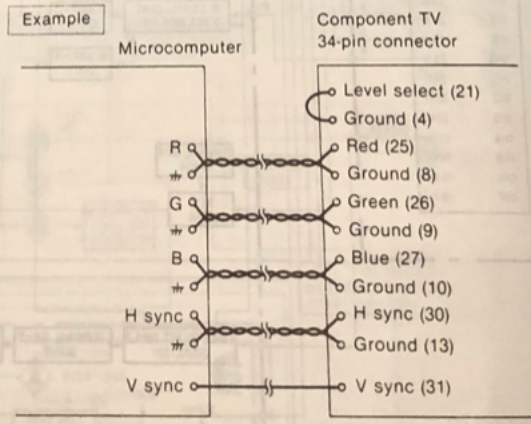 Example
Microcomputer
Component TV
34-pin connector
Level select (21)
Ground (4)
R Red (25)
Ground (8)
G Green (26)
Ground (9)
B Blue (27)
Ground (10)
H sync H sync (30)
Ground (13)
V sync V sync (31)